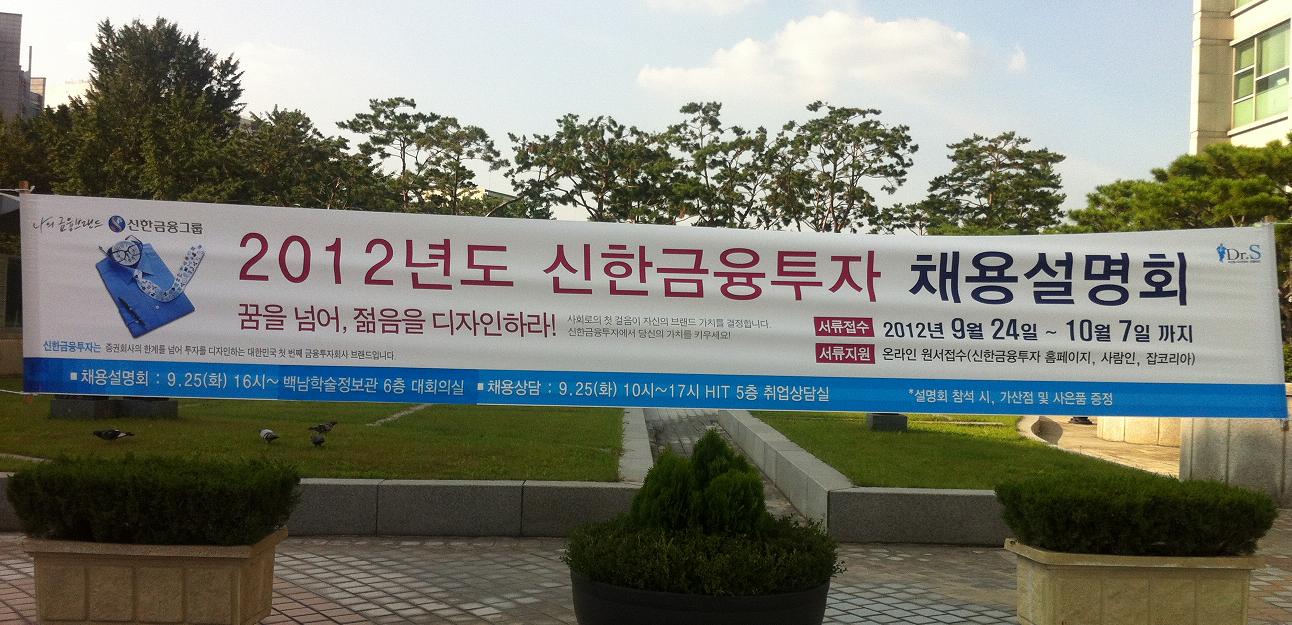 나의 금융브랜드 신한금융그룹
Dr.S
2012년도 신한금융투자 채용설명회
꿈을 넘어, 젊음을 디자인하라!
사회로의 첫 걸음이 자신의 브랜드 가치를 결정합니다.
신한금융투자에서 당신의 가치를 키우세요!
서류접수 2012년 9월 24일 ~ 10월 7일 까지
서류지원 온라인 원서접수(신한금융투자 홈페이지, 사람인, 잡코리아)
신한금융투자는 증권회사의 한계를 넘어 투자를 디자인하는 대한민국 첫 번째 금융투자회사 브랜드입니다.
■ 채용설명회 : 9.25(화) 16시~ 백남학술정보관 6층 대회의실 ■ 채용상담 : 9.25(화) 10시~17시 HIT 5층 취업상담실 *설명회 참석 시, 가산점 및 사은품 증정